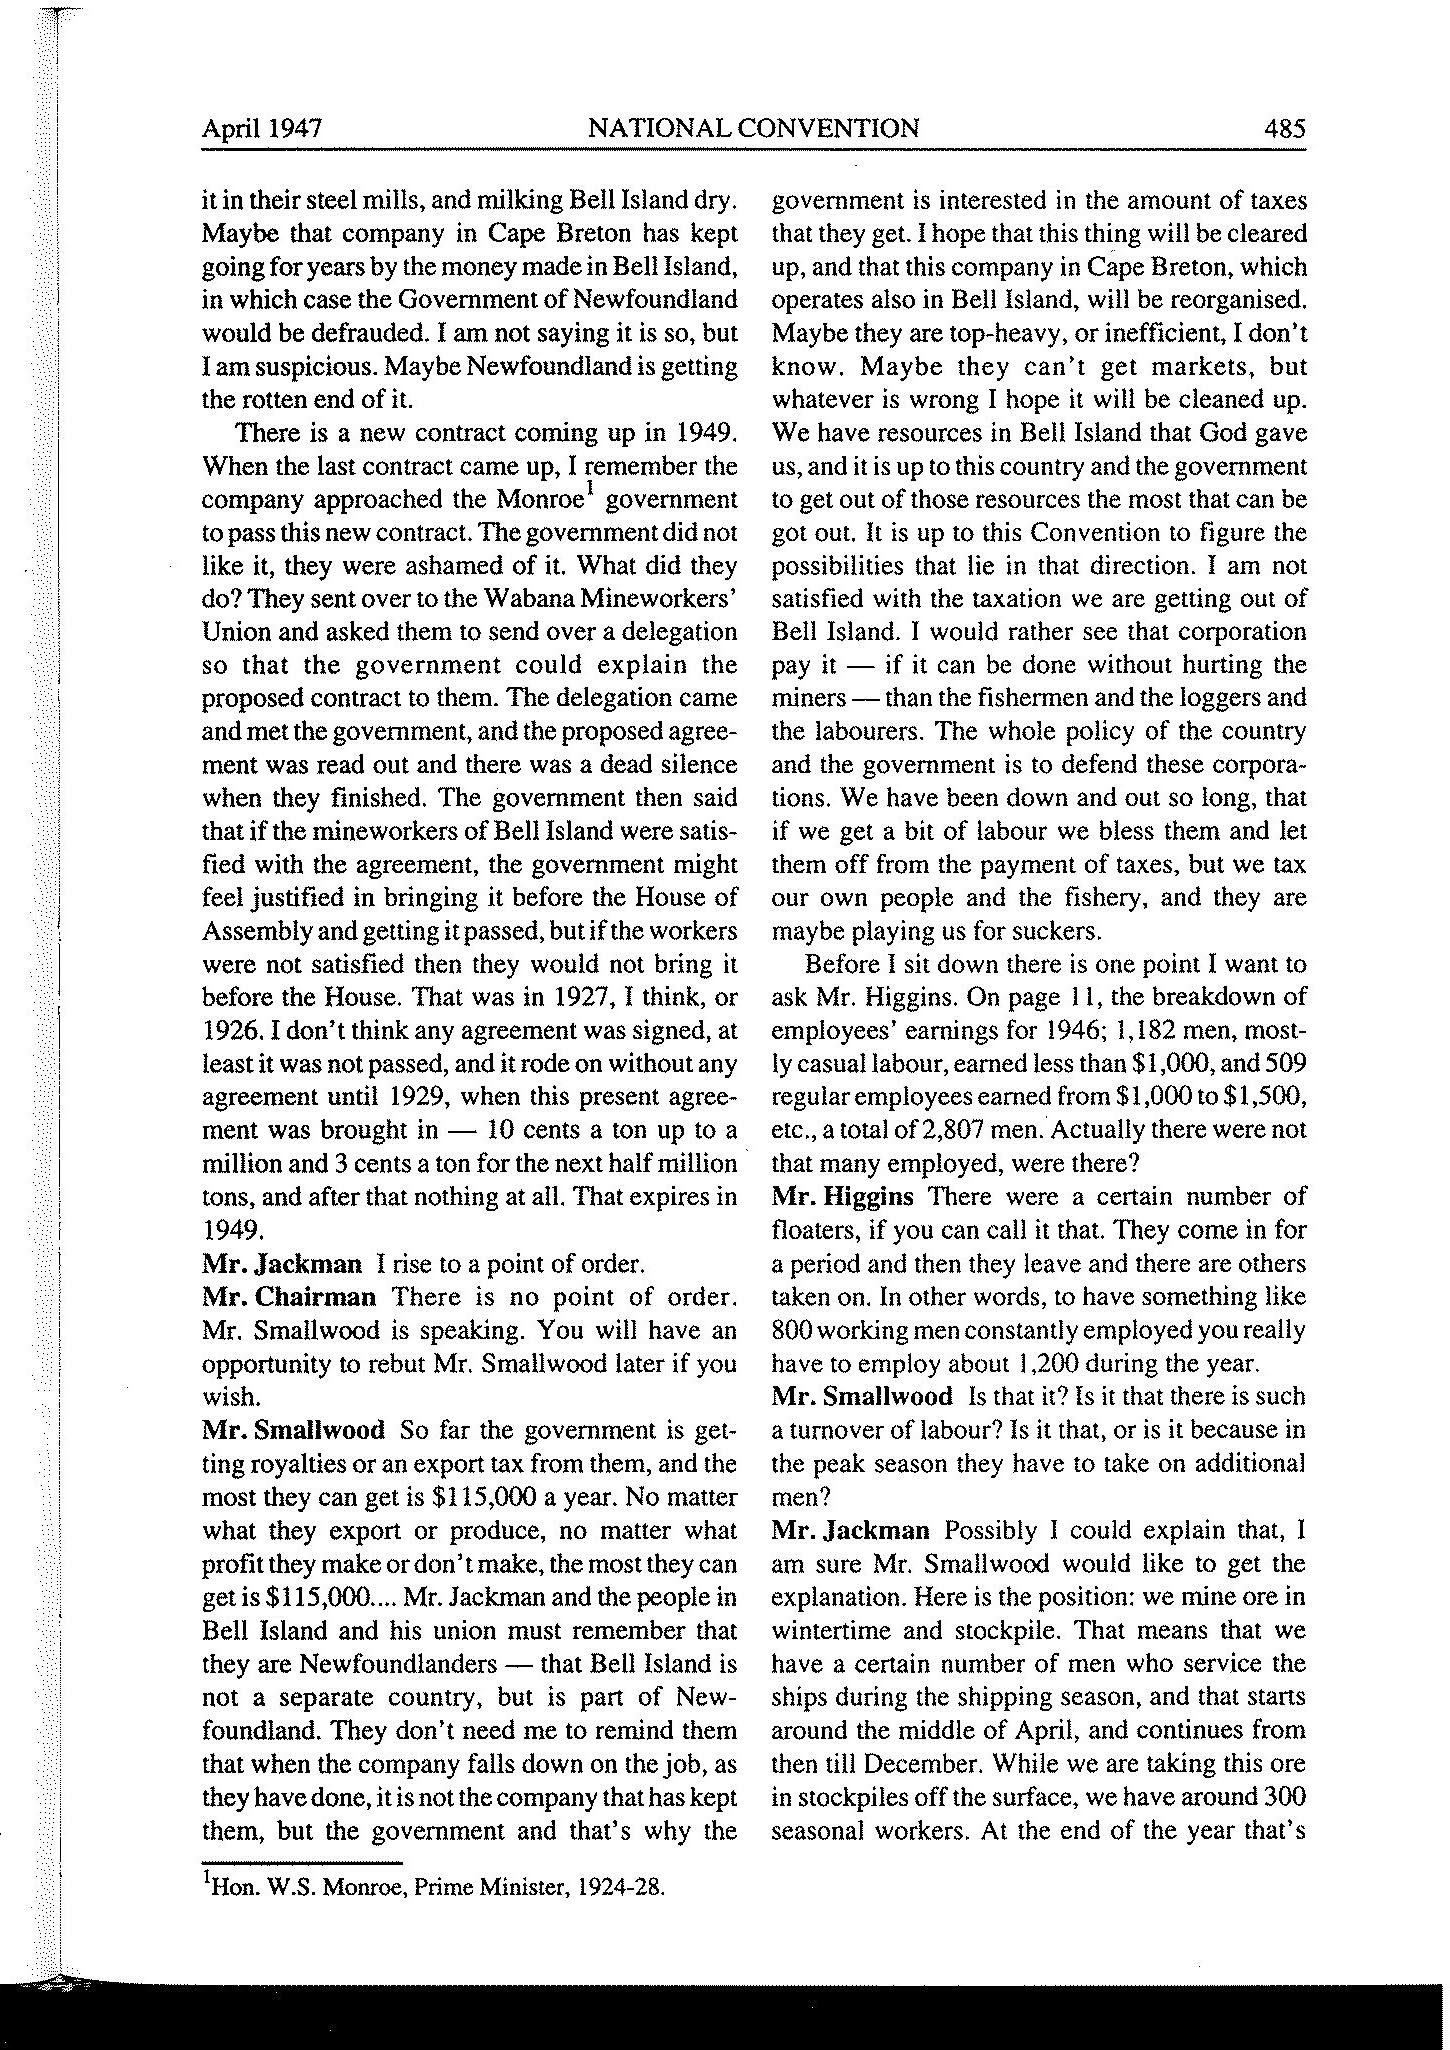 April 1947 NATIONAL CONVENTION 485
it in their steel mills, and milking Bell Island dry.
Maybe that company in Cape Breton has kept
going for years by the money made in Bell Island,
in which case the Government of Newfoundland
would be defrauded. I am not saying it is so, but
I am suspicious. Maybe Newfoundland is getting
the rotten end of it.
There is a new contract coming up in 1949.
When the last contract came up, I remember the
company approached the Monroe¹ government
to pass this new contract. The government did not
like it, they were ashamed of it. What did they
do? They sent over to the Wabana Mineworkers'
Union and asked them to send over a delegation
so that the government could explain the
proposed contract to them. The delegation came
and met the government, and the proposed agree-
ment was read out and there was a dead silence
when they finished. The government then said
that if the mineworkers of Bell Island were satis-
fied with the agreement, the government might
feel justified in bringing it before the House of
Assembly and getting it passed, but if the workers
were not satisfied then they would not bring it
before the House. That was in 1927, I think, or
1926. I don't think any agreement was signed, at
least it was not passed, and it rode on without any
agreement until 1929, when this present agree-
ment was brought in — 10 cents a ton up to a
million and 3 cents a ton for the next half million
tons, and after that nothing at all. That expires in
1949.
Mr. Jackman I rise to a point of order.
Mr. Chairman There is no point of order.
Mr. Smallwood is speaking. You will have an
opportunity to rebut Mr. Smallwood later if you
wish.
Mr. Smallwood So far the government is get-
ting royalties or an export tax from them, and the
most they can get is $115,000 a year. No matter
what they export or produce, no matter what
profit they make or don't make, the most they can
get is $115,000.... Mr. Jackman and the people in
Bell Island and his union must remember that
they are Newfoundlanders — that Bell Island is
not a separate country, but is part of New-
foundland. They don't need me to remind them
that when the company falls down on the job, as
they have done, it is not the company that has kept
them, but the government and that's why the
¹Hon. W.S. Monroe, Prime Minister, 1924-28.
government is interested in the amount of taxes
that they get. I hope that this thing will be cleared
up, and that this company in Cape Breton, which
operates also in Bell Island, will be reorganised.
Maybe they are top-heavy, or inefficient, I don't
know. Maybe they can't get markets, but
whatever is wrong I hope it will be cleaned up.
We have resources in Bell Island that God gave
us, and it is up to this country and the government
to get out of those resources the most that can be
got out. It is up to this Convention to figure the
possibilities that lie in that direction. I am not
satisfied with the taxation we are getting out of
Bell Island. I would rather see that corporation
pay it — if it can be done without hurting the
miners — than the fishermen and the loggers and
the labourers. The whole policy of the country
and the government is to defend these corpora-
tions. We have been down and out so long, that
if we get a bit of labour we bless them and let
them off from the payment of taxes, but we tax
our own people and the fishery, and they are
maybe playing us for suckers.
Before I sit down there is one point I want to
ask Mr. Higgins. On page 11, the breakdown of
employees' earnings for 1946; 1,182 men, most-
ly casual labour, earned less than $1,000, and 509
regular employees earned from $1,000 to $1,500,
etc., a total of 2,807 men. Actually there were not
that many employed, were there?
Mr. Higgins There were a certain number of
floaters, if you can call it that. They come in for
a period and then they leave and there are others
taken on. In other words, to have something like
800 working men constantly employed you really
have to employ about 1,200 during the year.
Mr. Smallwood Is that it? Is it that there is such
a turnover of labour? Is it that, or is it because in
the peak season they have to take on additional
men?
Mr. Jackman Possibly I could explain that, I
am sure Mr. Smallwood would like to get the
explanation. Here is the position: we mine ore in
wintertime and stockpile. That means that we
have a certain number of men who service the
ships during the shipping season, and that starts
around the middle of April, and continues from
then till December. While we are taking this ore
in stockpiles off the surface, we have around 300
seasonal workers. At the end of the year that's